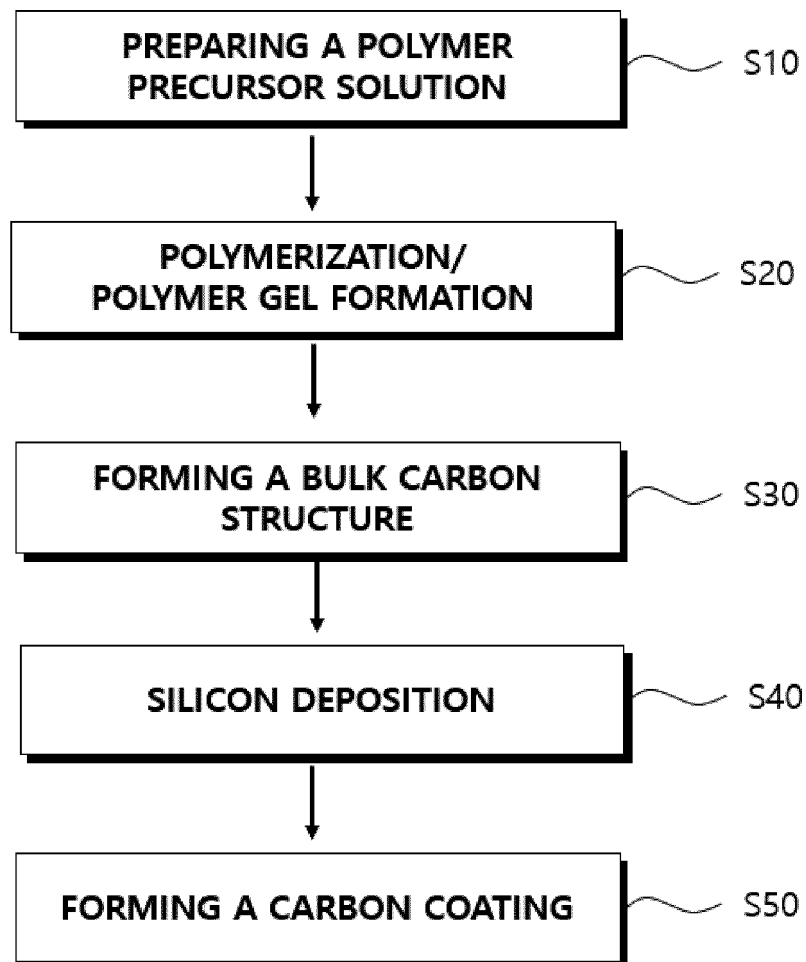 PREPARING A POLYMER
PRECURSOR SOLUTION
S10
POLYMERIZATION/
POLYMER GEL FORMATION
S20
FORMING A BULK CARBON
STRUCTURE
S30
SILICON DEPOSITION
S40
FORMING A CARBON COATING
S50